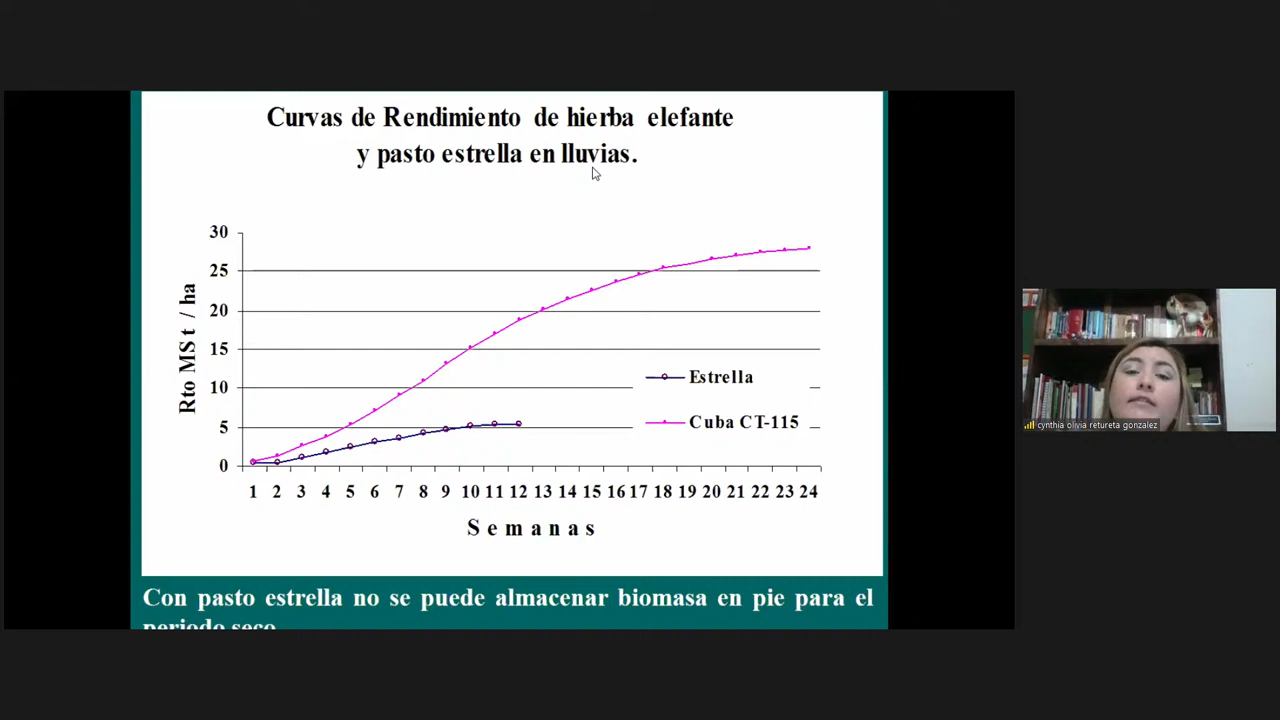 Curvas de Rendimiento de hierba elefante
y pasto estrella en lluvias.
Rto MS t / ha
30
25
20
15
10
5
0
Estrella
Cuba CT-115
1 2 3 4 5 6 7 8 9 10 11 12 13 14 15 16 17 18 19 20 21 22 23 24
Semanas
Con pasto estrella no se puede almacenar biomasa en pie para el
periodo seco
cynthia olivia retureta gonzalez